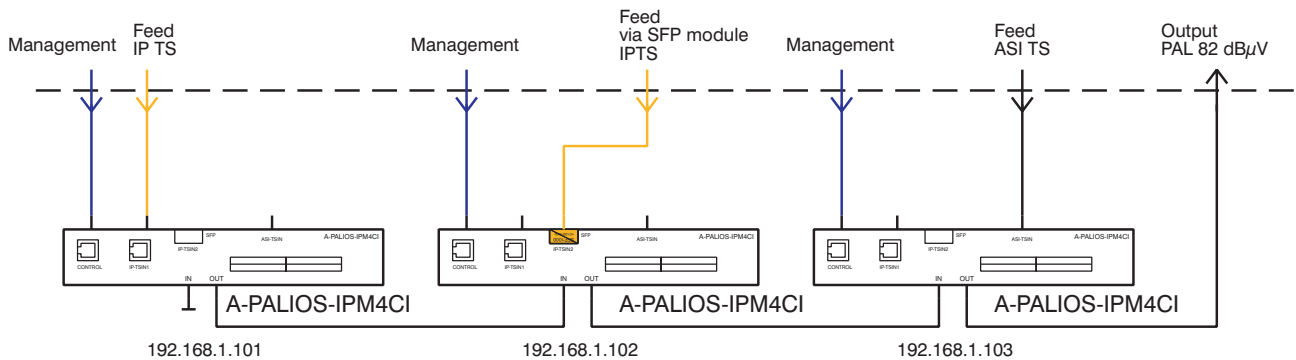 Management
Feed
IP TS
Management
Feed
via SFP module
IPTS
Management
Feed
ASI TS
Output
PAL 82 dBµV
CONTROL
IP-TSIN1
IP-TSIN2
SFP
ASI-TSIN
A-PALIOS-IPM4CI
IN
OUT
A-PALIOS-IPM4CI
192.168.1.101
CONTROL
IP-TSIN1
IP-TSIN2
SFP
ASI-TSIN
A-PALIOS-IPM4CI
IN
OUT
A-PALIOS-IPM4CI
192.168.1.102
CONTROL
IP-TSIN1
IP-TSIN2
SFP
ASI-TSIN
A-PALIOS-IPM4CI
IN
OUT
A-PALIOS-IPM4CI
192.168.1.103